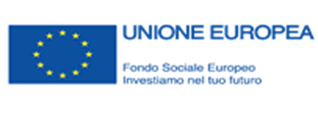 UNIONE EUROPEA
Fondo Sociale Europeo
Investiamo nel tuo futuro